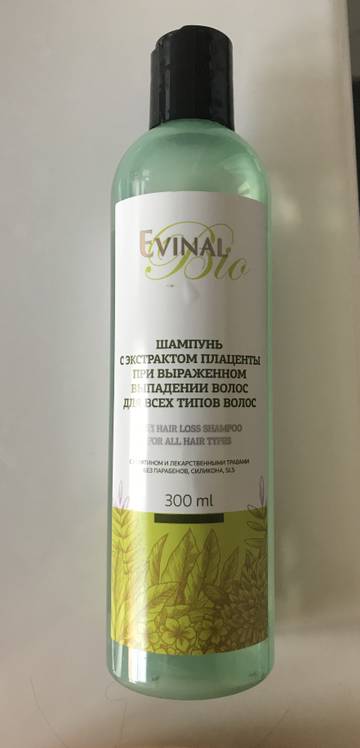 EVINAL
Bio
ШАМПУНЬ
С ЭКСТРАКТОМ ПЛАЦЕНТЫ
ПРИ ВЫРАЖЕННОМ
ВЫПАДЕНИИ ВОЛОС
ДЛЯ ВСЕХ ТИПОВ ВОЛОС
HAIR LOSS SHAMPOO
FOR ALL HAIR TYPES
И ЛЕКАРСТВЕННЫМИ ТРАВАМИ
БЕЗ ПАРАБЕНОВ, СИЛИКОНА, SLS
300 ml